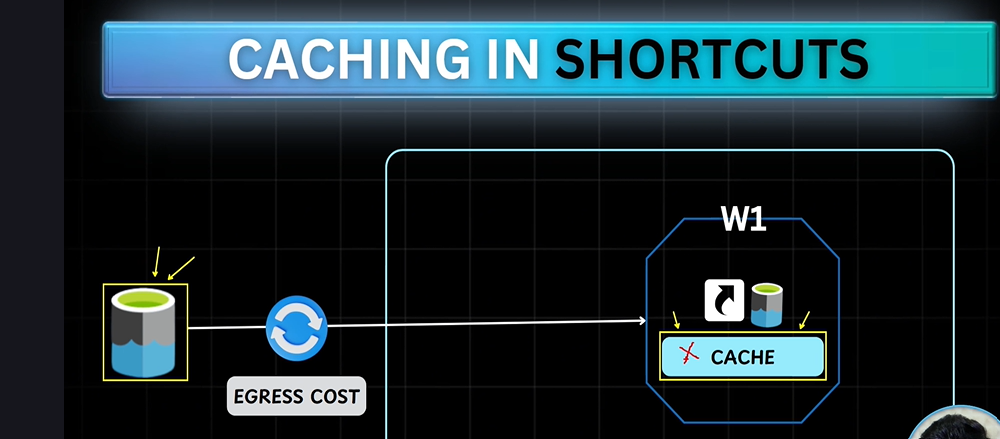 CACHING IN SHORTCUTS
W1
CACHE
EGRESS COST